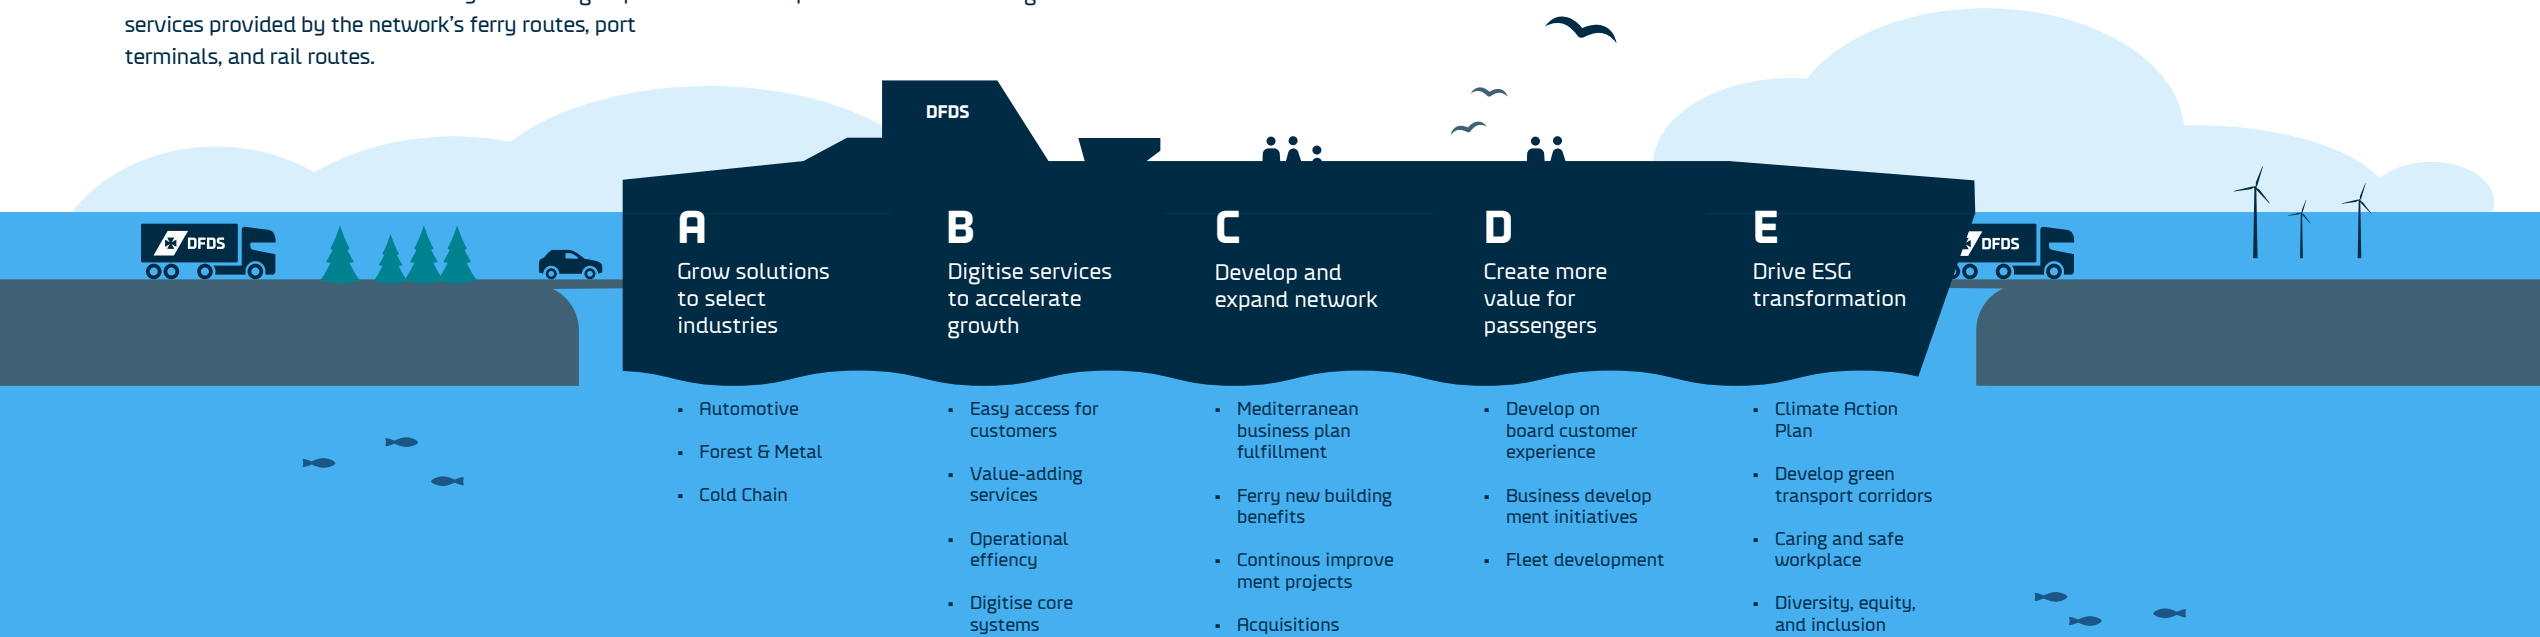 services provided by the network's ferry routes, port
terminals, and rail routes.
DFDS
DFDS
DFDS
A
Grow solutions
to select
industries
Automotive
Forest & Metal
Cold Chain
B
Digitise services
to accelerate
growth
Easy access for
customers
Value-adding
services
Operational
effiency
Digitise core
systems
C
Develop and
expand network
Mediterranean
business plan
fulfillment
Ferry new building
benefits
Continous improve
ment projects
Acquisitions
D
Create more
value for
passengers
Develop on
board customer
experience
Business develop
ment initiatives
Fleet development
E
Drive ESG
transformation
Climate Action
Plan
Develop green
transport corridors
Caring and safe
workplace
Diversity, equity,
and inclusion